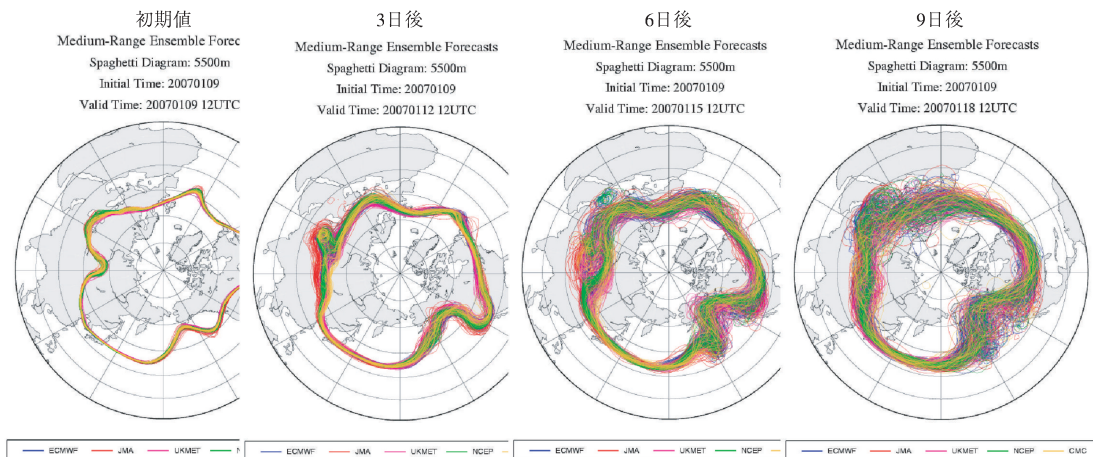 初期値
Medium-Range Ensemble Forec
Spaghetti Diagram: 5500m
Initial Time: 20070109
Valid Time: 20070109 12UTC
ECMWF JMA UKMET N
3日後
Medium-Range Ensemble Forecasts
Spaghetti Diagram: 5500m
Initial Time: 20070109
Valid Time: 20070112 12UTC
ECMWF JMA UKMET NCEP
6日後
Medium-Range Ensemble Forecasts
Spaghetti Diagram: 5500m
Initial Time: 20070109
Valid Time: 20070115 12UTC
ECMWF JMA UKMET NCEP
9日後
Medium-Range Ensemble Forecasts
Spaghetti Diagram: 5500m
Initial Time: 20070109
Valid Time: 20070118 12UTC
ECMWF JMA UKMET NCEP CMC